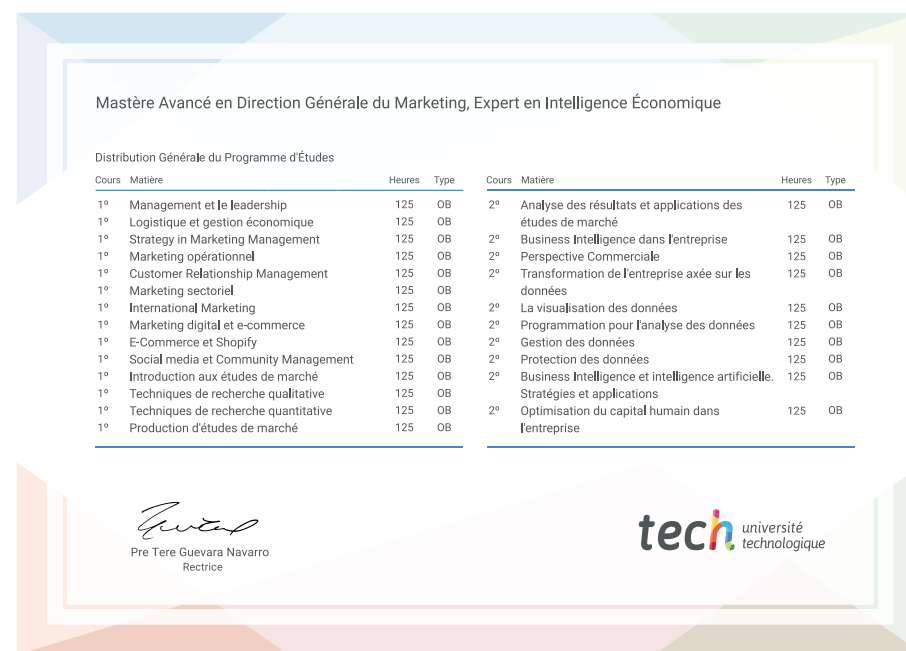 Mastère Avancé en Direction Générale du Marketing, Expert en Intelligence Économique
Distribution Générale du Programme d'Études
Cours Matière Heures Type
1º Management et le leadership 125 OB
1º Logistique et gestion économique 125 OB
1º Strategy in Marketing Management 125 OB
1º Marketing opérationnel 125 OB
1º Customer Relationship Management 125 OB
1º Marketing sectoriel 125 OB
1º International Marketing 125 OB
1º Marketing digital et e-commerce 125 OB
1º E-Commerce et Shopify 125 OB
1º Social media et Community Management 125 OB
1º Introduction aux études de marché 125 OB
1º Techniques de recherche qualitative 125 OB
1º Techniques de recherche quantitative 125 OB
1º Production d'études de marché 125 OB
Cours Matière Heures Type
2º Analyse des résultats et applications des 125 OB
études de marché
2º Business Intelligence dans l'entreprise 125 OB
2º Perspective Commerciale 125 OB
2º Transformation de l'entreprise axée sur les 125 OB
données
2º La visualisation des données 125 OB
2º Programmation pour l'analyse des données 125 OB
2º Gestion des données 125 OB
2º Protection des données 125 OB
2º Business Intelligence et intelligence artificielle. 125 OB
Stratégies et applications
2º Optimisation du capital humain dans 125 OB
l'entreprise
Pre Tere Guevara Navarro
Rectrice
tech université
technologique